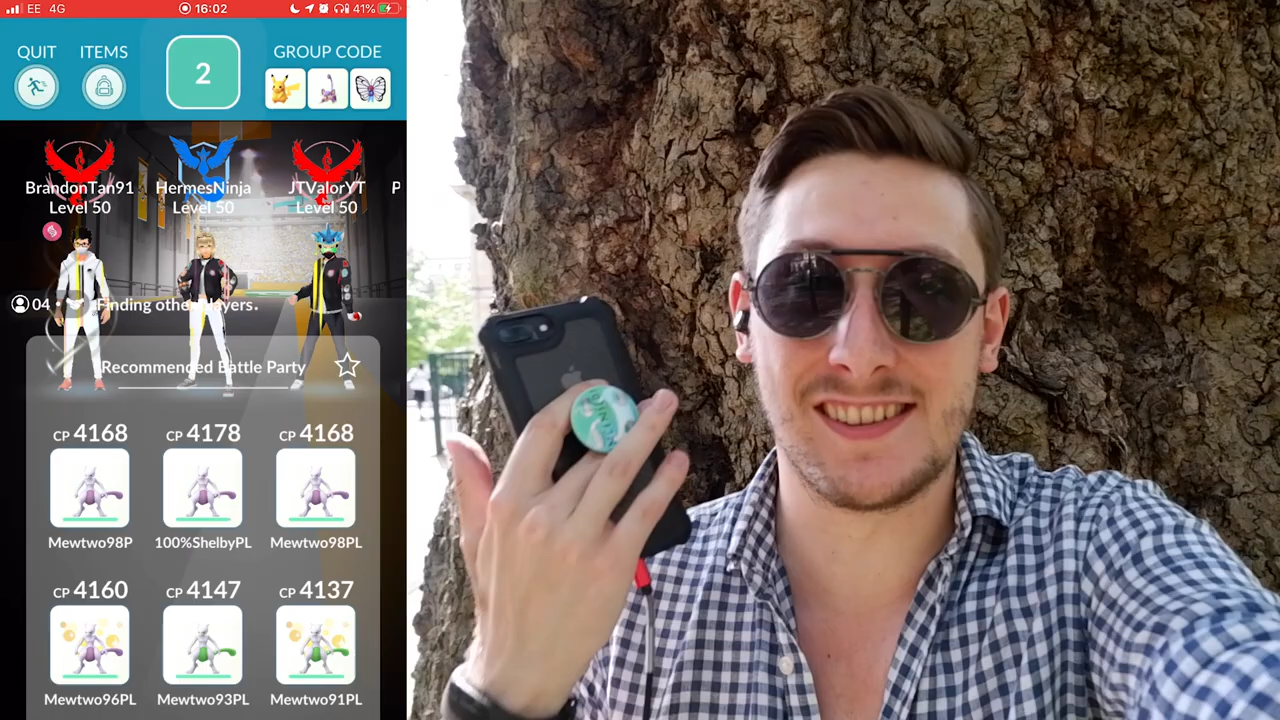 EE 4G 16:02 41%
QUIT ITEMS 2 GROUP CODE
BrandonTan91 HermesNinja JTValorYT P
Level 50 Level 50 Level 50
04 • Finding other players.
Recommended Battle Party
CP 4168 CP 4178 CP 4168
Mewtwo98P 100%ShelbyPL Mewtwo98PL
CP 4160 CP 4147 CP 4137
Mewtwo96PL Mewtwo93PL Mewtwo91PL